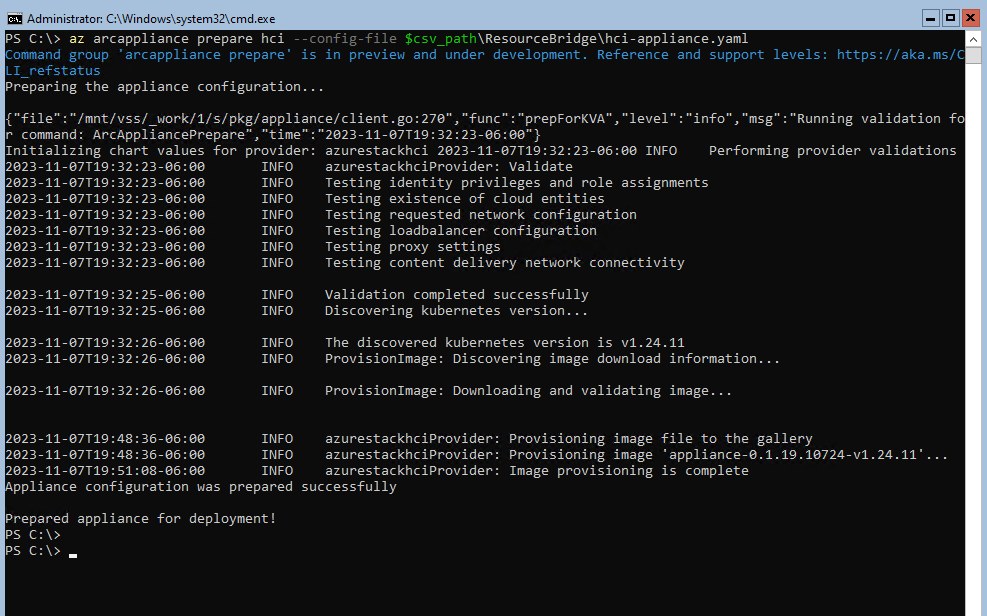 Administrator: C:\Windows\system32\cmd.exe
PS C:\> az arcappliance prepare hci --config-file $csv_path\ResourceBridge\hci-appliance.yaml
Command group 'arcappliance prepare' is in preview and under development. Reference and support levels: https://aka.ms/C
LI_refstatus
Preparing the appliance configuration...
{"file":"/mnt/vss/_work/1/s/pkg/appliance/client.go:270","func":"prepForKVA","level":"info","msg":"Running validation fo
r command: ArcAppliancePrepare","time":"2023-11-07T19:32:23-06:00"}
Initializing chart values for provider: azurestackhci 2023-11-07T19:32:23-06:00 INFO    Performing provider validations
2023-11-07T19:32:23-06:00       INFO    azurestackhciProvider: Validate
2023-11-07T19:32:23-06:00       INFO    Testing identity privileges and role assignments
2023-11-07T19:32:23-06:00       INFO    Testing existence of cloud entities
2023-11-07T19:32:23-06:00       INFO    Testing requested network configuration
2023-11-07T19:32:23-06:00       INFO    Testing loadbalancer configuration
2023-11-07T19:32:23-06:00       INFO    Testing proxy settings
2023-11-07T19:32:23-06:00       INFO    Testing content delivery network connectivity
2023-11-07T19:32:25-06:00       INFO    Validation completed successfully
2023-11-07T19:32:25-06:00       INFO    Discovering kubernetes version...
2023-11-07T19:32:26-06:00       INFO    The discovered kubernetes version is v1.24.11
2023-11-07T19:32:26-06:00       INFO    ProvisionImage: Discovering image download information...
2023-11-07T19:32:26-06:00       INFO    ProvisionImage: Downloading and validating image...
2023-11-07T19:48:36-06:00       INFO    azurestackhciProvider: Provisioning image file to the gallery
2023-11-07T19:48:36-06:00       INFO    azurestackhciProvider: Provisioning image 'appliance-0.1.19.10724-v1.24.11'...
2023-11-07T19:51:08-06:00       INFO    azurestackhciProvider: Image provisioning is complete
Appliance configuration was prepared successfully
Prepared appliance for deployment!
PS C:\>
PS C:\>